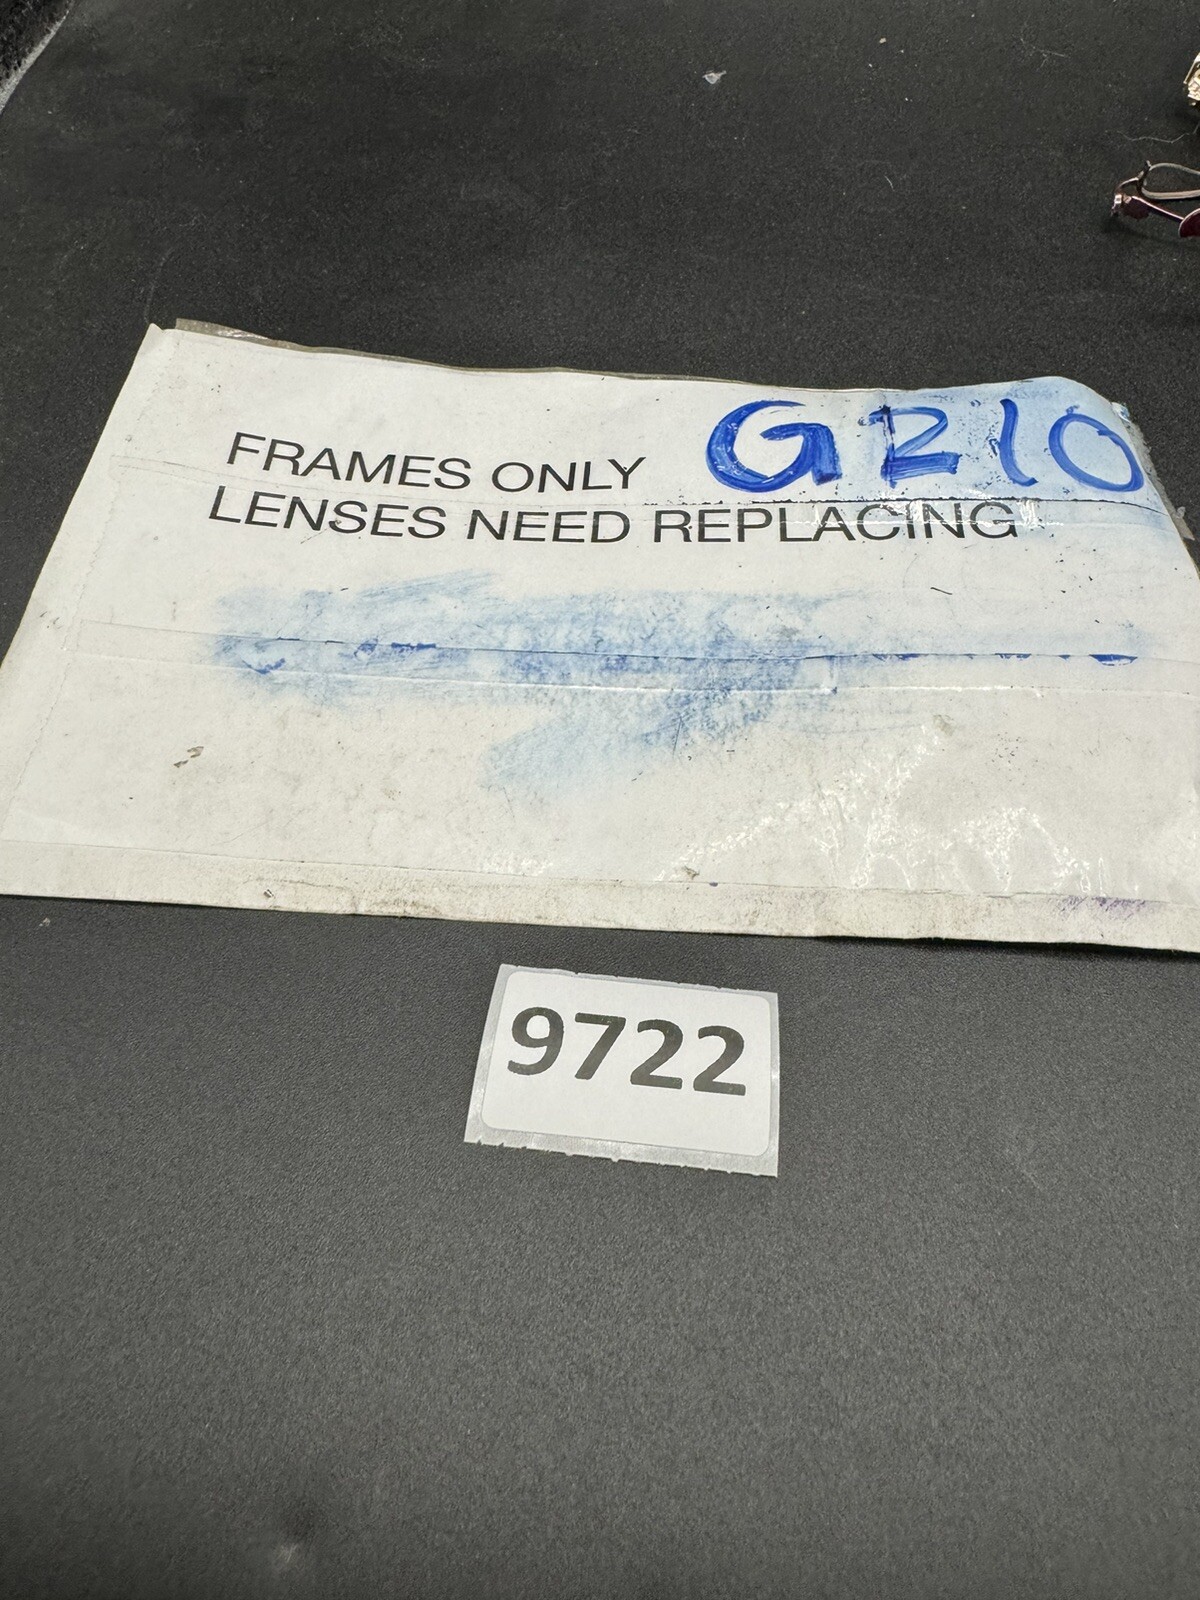 G210
FRAMES ONLY
LENSES NEED REPLACING
9722